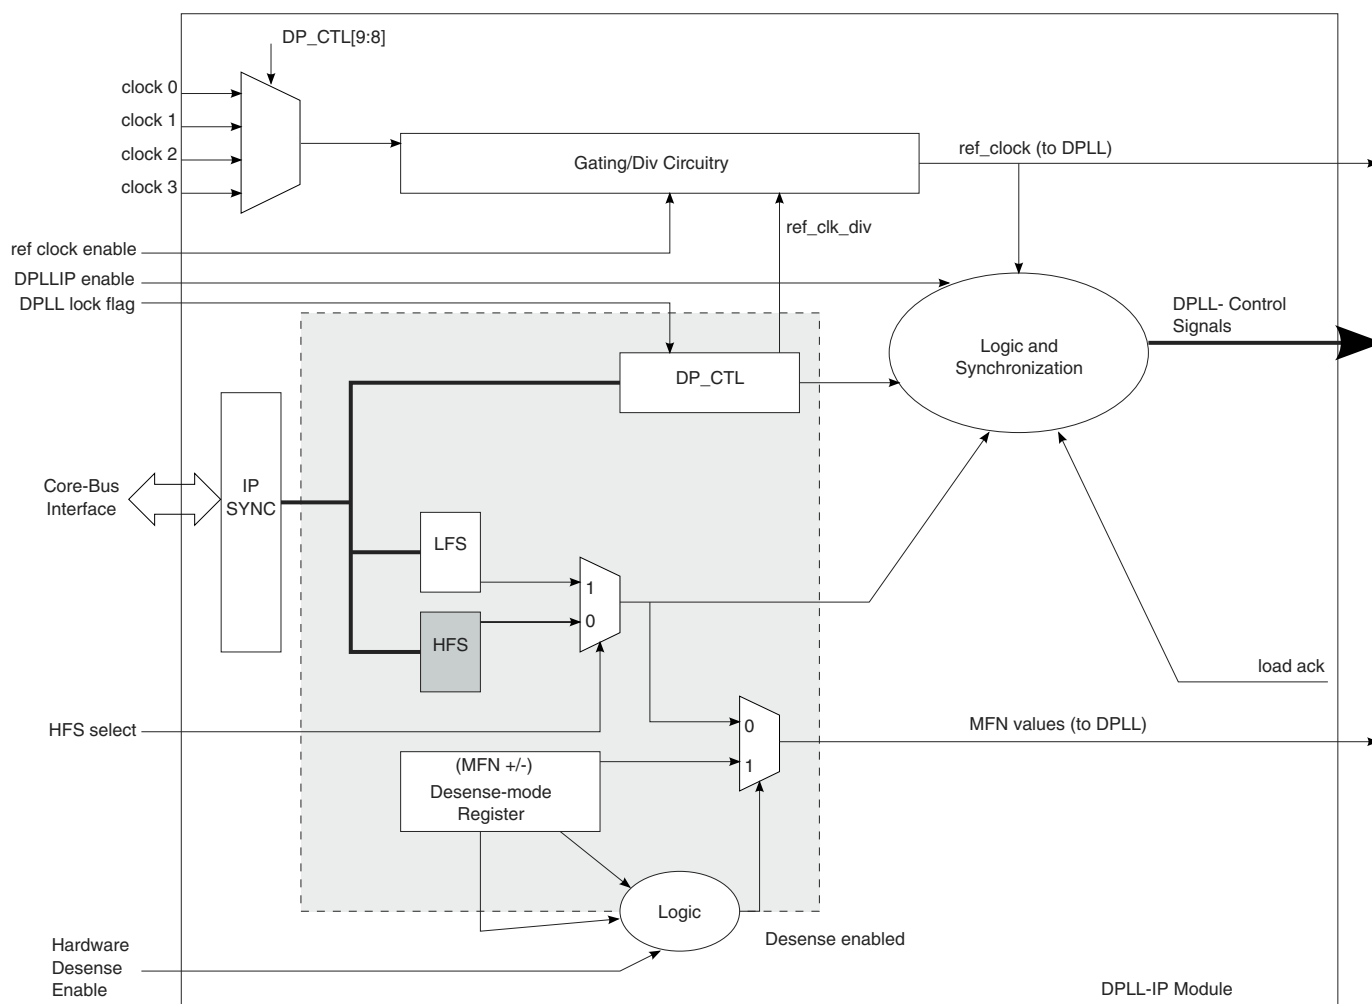 DP_CTL[9:8]
clock 0
clock 1
clock 2
clock 3
Gating/Div Circuitry
ref_clock (to DPLL)
ref_clk_div
ref clock enable
DPLLIP enable
DPLL lock flag
DPLL- Control
Signals
Logic and
Synchronization
DP_CTL
Core-Bus
Interface
IP
SYNC
LFS
HFS
1
0
load ack
HFS select
MFN values (to DPLL)
0
1
(MFN +/-)
Desense-mode
Register
Logic
Desense enabled
Hardware
Desense
Enable
DPLL-IP Module